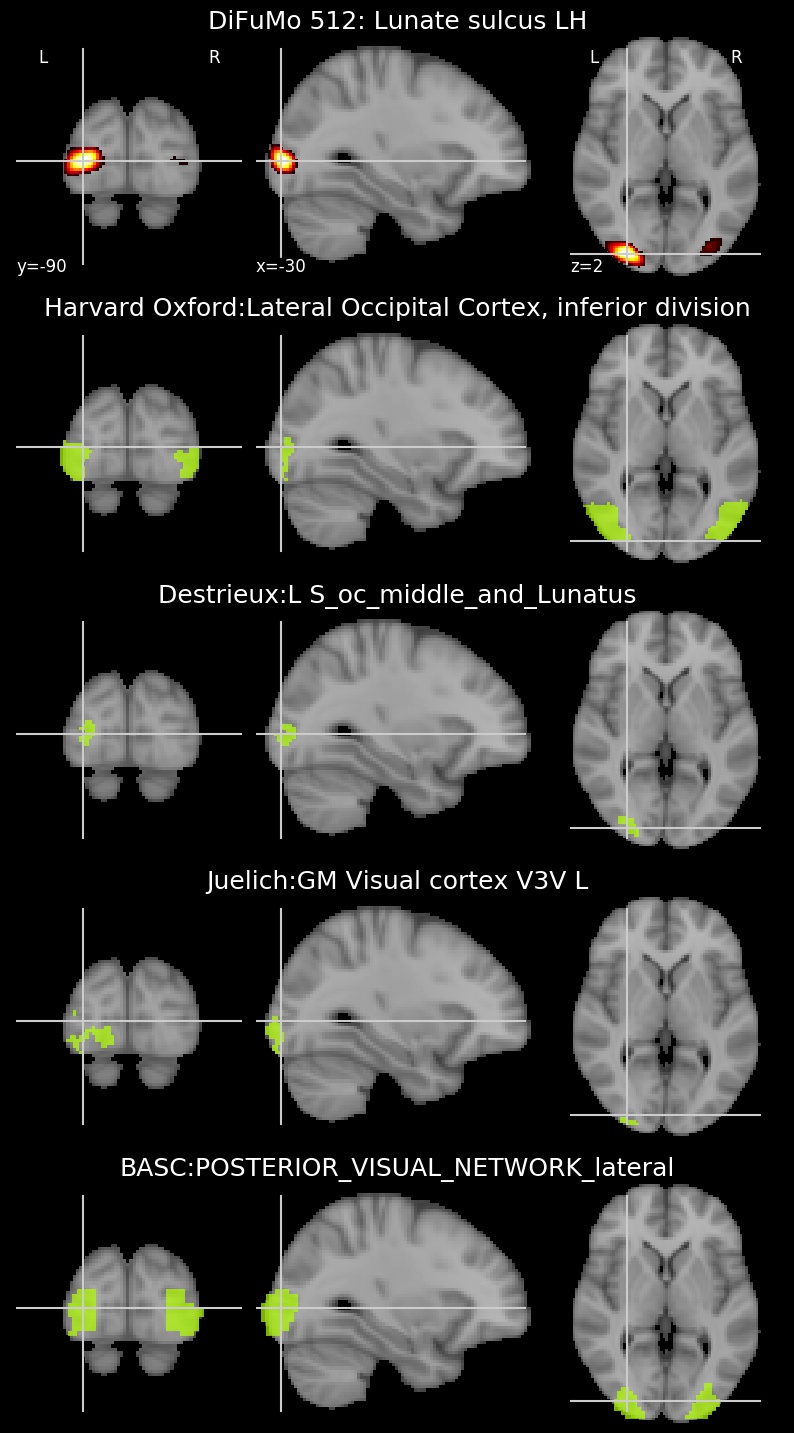 DiFuMo 512: Lunate sulcus LH
L R L R
y=-90 x=-30 z=2
Harvard Oxford:Lateral Occipital Cortex, inferior division
Destrieux:L S_oc_middle_and_Lunatus
Juelich:GM Visual cortex V3V L
BASC:POSTERIOR_VISUAL_NETWORK_lateral